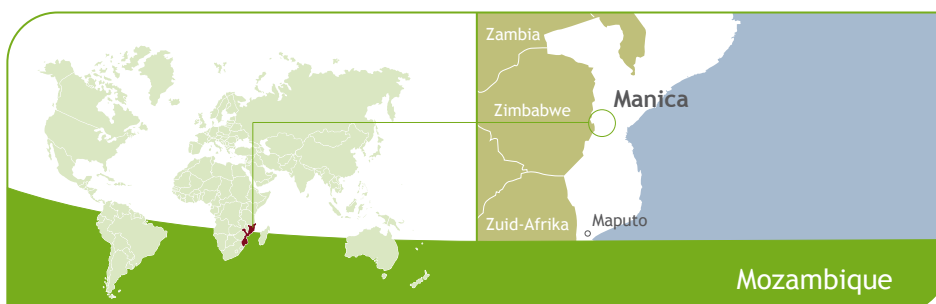 Zambia
Manica
Zimbabwe
Zuid-Afrika
Maputo
Mozambique